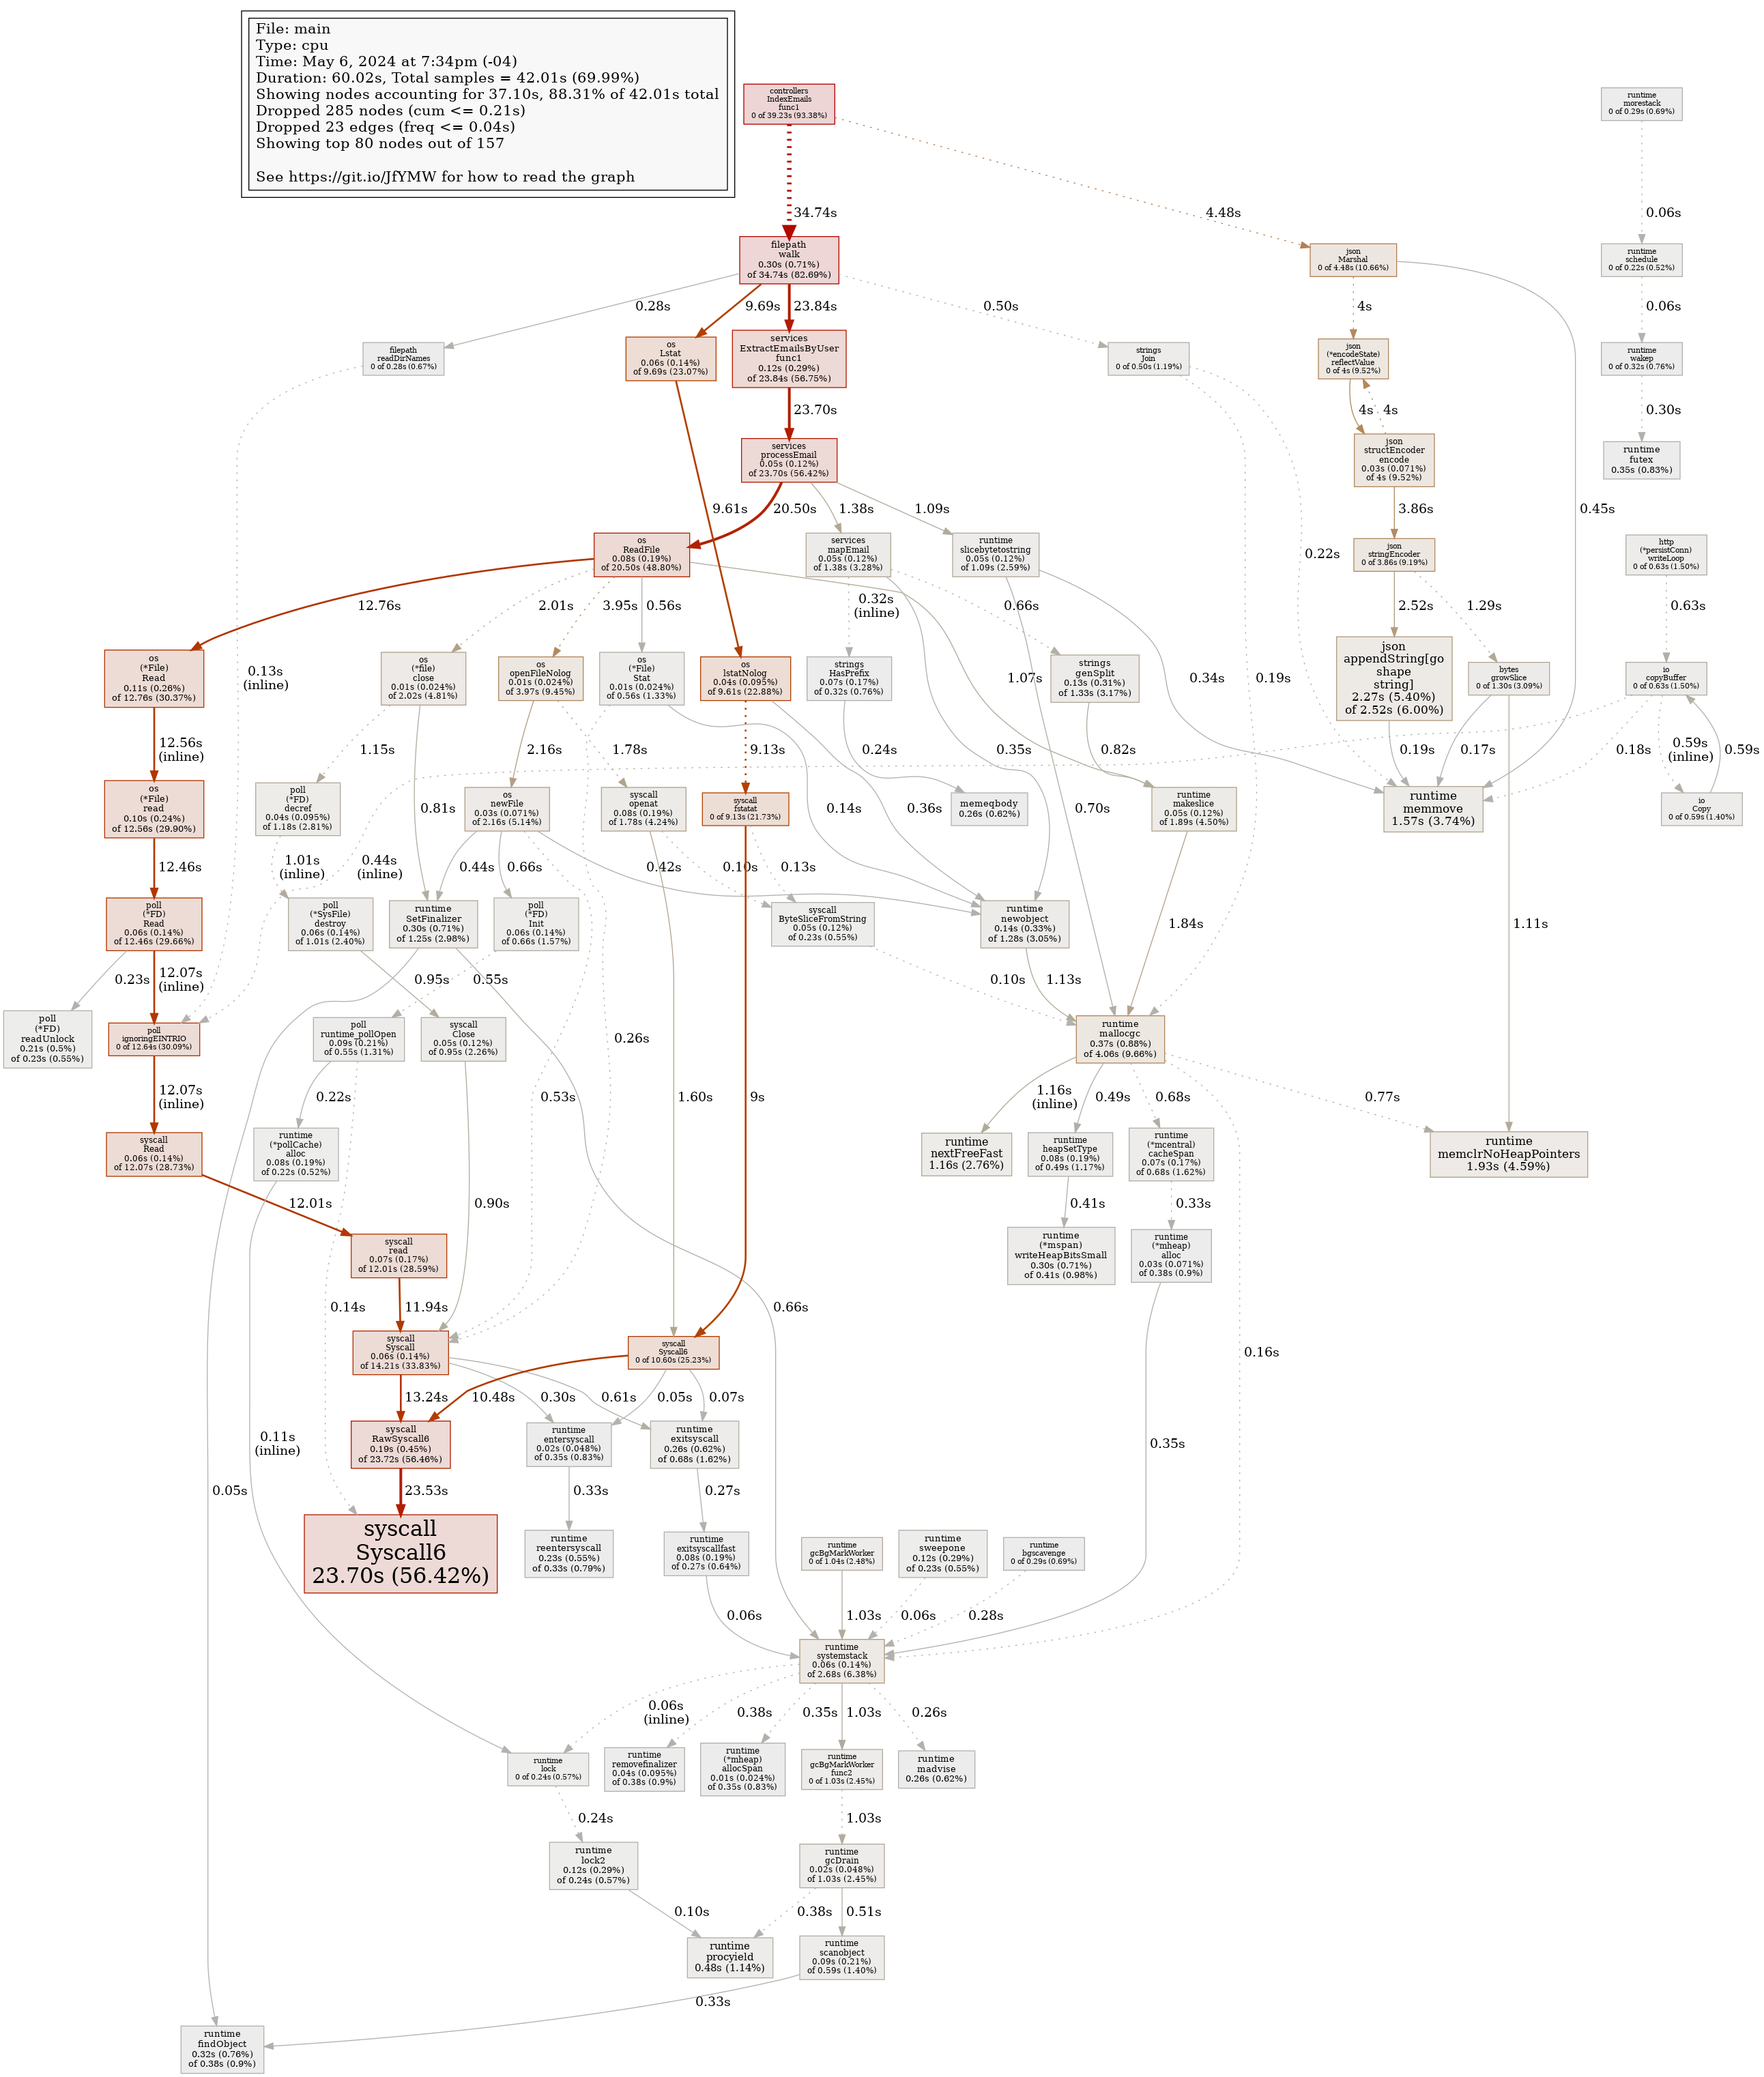 File: main
Type: cpu
Time: May 6, 2024 at 7:34pm (-04)
Duration: 60.02s, Total samples = 42.01s (69.99%)
Showing nodes accounting for 37.10s, 88.31% of 42.01s total
Dropped 285 nodes (cum <= 0.21s)
Dropped 23 edges (freq <= 0.04s)
Showing top 80 nodes out of 157
See https://git.io/JfYMW for how to read the graph
controllers
IndexEmails
func1
0 of 39.23s (93.38%)
runtime
morestack
0 of 0.29s (0.69%)
34.74s
4.48s
0.06s
filepath
walk
0.30s (0.71%)
of 34.74s (82.69%)
json
Marshal
0 of 4.48s (10.66%)
runtime
schedule
0 of 0.22s (0.52%)
0.28s
9.69s
23.84s
0.50s
4s
0.06s
filepath
readDirNames
0 of 0.28s (0.67%)
os
Lstat
0.06s (0.14%)
of 9.69s (23.07%)
services
ExtractEmailsByUser
func1
0.12s (0.29%)
of 23.84s (56.75%)
strings
Join
0 of 0.50s (1.19%)
json
(*encodeState)
reflectValue
0 of 4s (9.52%)
runtime
wakep
0 of 0.32s (0.76%)
23.70s
4s
4s
0.30s
services
processEmail
0.05s (0.12%)
of 23.70s (56.42%)
json
structEncoder
encode
0.03s (0.071%)
of 4s (9.52%)
runtime
futex
0.35s (0.83%)
9.61s
20.50s
1.38s
1.09s
3.86s
0.45s
os
ReadFile
0.08s (0.19%)
of 20.50s (48.80%)
services
mapEmail
0.05s (0.12%)
of 1.38s (3.28%)
runtime
slicebytetostring
0.05s (0.12%)
of 1.09s (2.59%)
0.22s
json
stringEncoder
0 of 3.86s (9.19%)
http
(*persistConn)
writeLoop
0 of 0.63s (1.50%)
12.76s
2.01s
3.95s
0.56s
0.32s
(inline)
0.66s
2.52s
1.29s
0.63s
0.13s
(inline)
os
(*File)
Read
0.11s (0.26%)
of 12.76s (30.37%)
os
(*file)
close
0.01s (0.024%)
of 2.02s (4.81%)
os
openFileNolog
0.01s (0.024%)
of 3.97s (9.45%)
os
(*File)
Stat
0.01s (0.024%)
of 0.56s (1.33%)
os
lstatNolog
0.04s (0.095%)
of 9.61s (22.88%)
strings
HasPrefix
0.07s (0.17%)
of 0.32s (0.76%)
1.07s
strings
genSplit
0.13s (0.31%)
of 1.33s (3.17%)
0.34s
0.19s
json
appendString[go
shape
string]
2.27s (5.40%)
of 2.52s (6.00%)
bytes
growSlice
0 of 1.30s (3.09%)
io
copyBuffer
0 of 0.63s (1.50%)
12.56s
(inline)
1.15s
2.16s
1.78s
9.13s
0.24s
0.35s
0.82s
0.19s
0.17s
0.18s
0.59s
(inline)
0.59s
os
(*File)
read
0.10s (0.24%)
of 12.56s (29.90%)
poll
(*FD)
decref
0.04s (0.095%)
of 1.18s (2.81%)
0.81s
os
newFile
0.03s (0.071%)
of 2.16s (5.14%)
syscall
openat
0.08s (0.19%)
of 1.78s (4.24%)
syscall
fstatat
0 of 9.13s (21.73%)
0.14s
0.36s
memeqbody
0.26s (0.62%)
0.70s
runtime
makeslice
0.05s (0.12%)
of 1.89s (4.50%)
runtime
memmove
1.57s (3.74%)
io
Copy
0 of 0.59s (1.40%)
12.46s
1.01s
(inline)
0.44s
(inline)
0.44s
0.66s
0.42s
0.10s
0.13s
1.84s
1.11s
poll
(*FD)
Read
0.06s (0.14%)
of 12.46s (29.66%)
poll
(*SysFile)
destroy
0.06s (0.14%)
of 1.01s (2.40%)
runtime
SetFinalizer
0.30s (0.71%)
of 1.25s (2.98%)
poll
(*FD)
Init
0.06s (0.14%)
of 0.66s (1.57%)
syscall
ByteSliceFromString
0.05s (0.12%)
of 0.23s (0.55%)
runtime
newobject
0.14s (0.33%)
of 1.28s (3.05%)
0.23s
12.07s
(inline)
0.95s
0.55s
0.10s
1.13s
poll
(*FD)
readUnlock
0.21s (0.5%)
of 0.23s (0.55%)
poll
ignoringEINTRIO
0 of 12.64s (30.09%)
poll
runtime_pollOpen
0.09s (0.21%)
of 0.55s (1.31%)
syscall
Close
0.05s (0.12%)
of 0.95s (2.26%)
0.26s
runtime
mallocgc
0.37s (0.88%)
of 4.06s (9.66%)
12.07s
(inline)
0.22s
0.53s
1.60s
9s
1.16s
(inline)
0.49s
0.68s
0.77s
syscall
Read
0.06s (0.14%)
of 12.07s (28.73%)
runtime
(*pollCache)
alloc
0.08s (0.19%)
of 0.22s (0.52%)
runtime
nextFreeFast
1.16s (2.76%)
runtime
heapSetType
0.08s (0.19%)
of 0.49s (1.17%)
runtime
(*mcentral)
cacheSpan
0.07s (0.17%)
of 0.68s (1.62%)
runtime
memclrNoHeapPointers
1.93s (4.59%)
12.01s
0.90s
0.41s
0.33s
syscall
read
0.07s (0.17%)
of 12.01s (28.59%)
runtime
(*mspan)
writeHeapBitsSmall
0.30s (0.71%)
of 0.41s (0.98%)
runtime
(*mheap)
alloc
0.03s (0.071%)
of 0.38s (0.9%)
0.14s
11.94s
0.66s
syscall
Syscall
0.06s (0.14%)
of 14.21s (33.83%)
syscall
Syscall6
0 of 10.60s (25.23%)
0.16s
13.24s
10.48s
0.30s
0.61s
0.05s
0.07s
0.11s
(inline)
syscall
RawSyscall6
0.19s (0.45%)
of 23.72s (56.46%)
runtime
entersyscall
0.02s (0.048%)
of 0.35s (0.83%)
runtime
exitsyscall
0.26s (0.62%)
of 0.68s (1.62%)
0.35s
0.05s
23.53s
0.33s
0.27s
syscall
Syscall6
23.70s (56.42%)
runtime
reentersyscall
0.23s (0.55%)
of 0.33s (0.79%)
runtime
exitsyscallfast
0.08s (0.19%)
of 0.27s (0.64%)
runtime
gcBgMarkWorker
0 of 1.04s (2.48%)
runtime
sweepone
0.12s (0.29%)
of 0.23s (0.55%)
runtime
bgscavenge
0 of 0.29s (0.69%)
0.06s
1.03s
0.06s
0.28s
runtime
systemstack
0.06s (0.14%)
of 2.68s (6.38%)
0.06s
(inline)
0.38s
0.35s
1.03s
0.26s
runtime
lock
0 of 0.24s (0.57%)
runtime
removefinalizer
0.04s (0.095%)
of 0.38s (0.9%)
runtime
(*mheap)
allocSpan
0.01s (0.024%)
of 0.35s (0.83%)
runtime
gcBgMarkWorker
func2
0 of 1.03s (2.45%)
runtime
madvise
0.26s (0.62%)
0.24s
1.03s
runtime
lock2
0.12s (0.29%)
of 0.24s (0.57%)
runtime
gcDrain
0.02s (0.048%)
of 1.03s (2.45%)
0.10s
0.38s
0.51s
runtime
procyield
0.48s (1.14%)
runtime
scanobject
0.09s (0.21%)
of 0.59s (1.40%)
0.33s
runtime
findObject
0.32s (0.76%)
of 0.38s (0.9%)